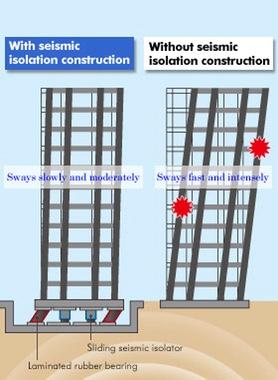 With seismic
isolation construction
Without seismic
isolation construction
Sways slowly and moderately
Sways fast and intensely
Sliding seismic isolator
Laminated rubber bearing